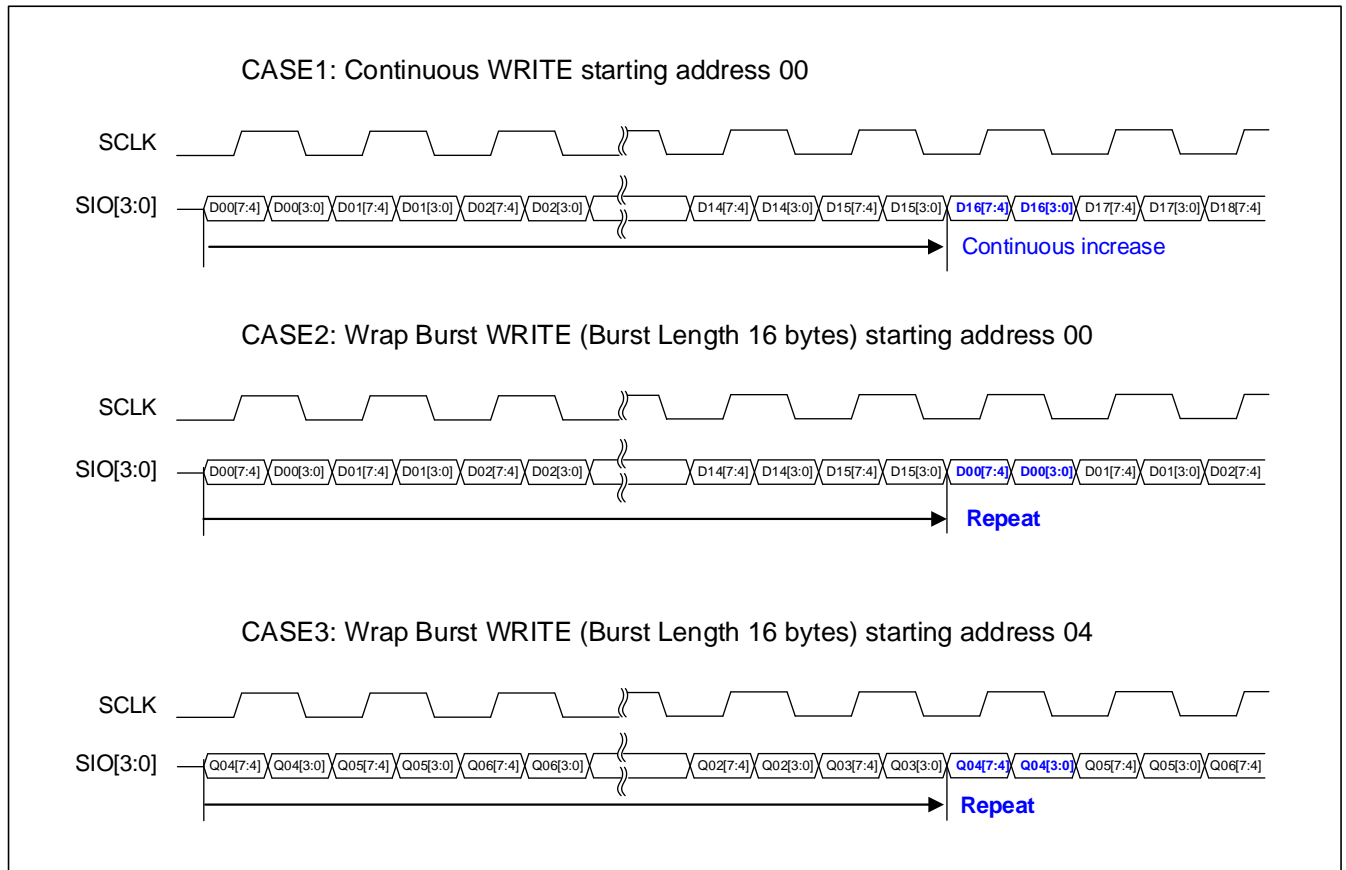 CASE1: Continuous WRITE starting address 00
SCLK
SIO[3:0] D00[7:4] D00[3:0] D01[7:4] D01[3:0] D02[7:4] D02[3:0] D14[7:4] D14[3:0] D15[7:4] D15[3:0] D16[7:4] D16[3:0] D17[7:4] D17[3:0] D18[7:4]
Continuous increase
CASE2: Wrap Burst WRITE (Burst Length 16 bytes) starting address 00
SCLK
SIO[3:0] D00[7:4] D00[3:0] D01[7:4] D01[3:0] D02[7:4] D02[3:0] D14[7:4] D14[3:0] D15[7:4] D15[3:0] D00[7:4] D00[3:0] D01[7:4] D01[3:0] D02[7:4]
Repeat
CASE3: Wrap Burst WRITE (Burst Length 16 bytes) starting address 04
SCLK
SIO[3:0] Q04[7:4] Q04[3:0] Q05[7:4] Q05[3:0] Q06[7:4] Q06[3:0] Q02[7:4] Q02[3:0] Q03[7:4] Q03[3:0] Q04[7:4] Q04[3:0] Q05[7:4] Q05[3:0] Q06[7:4]
Repeat